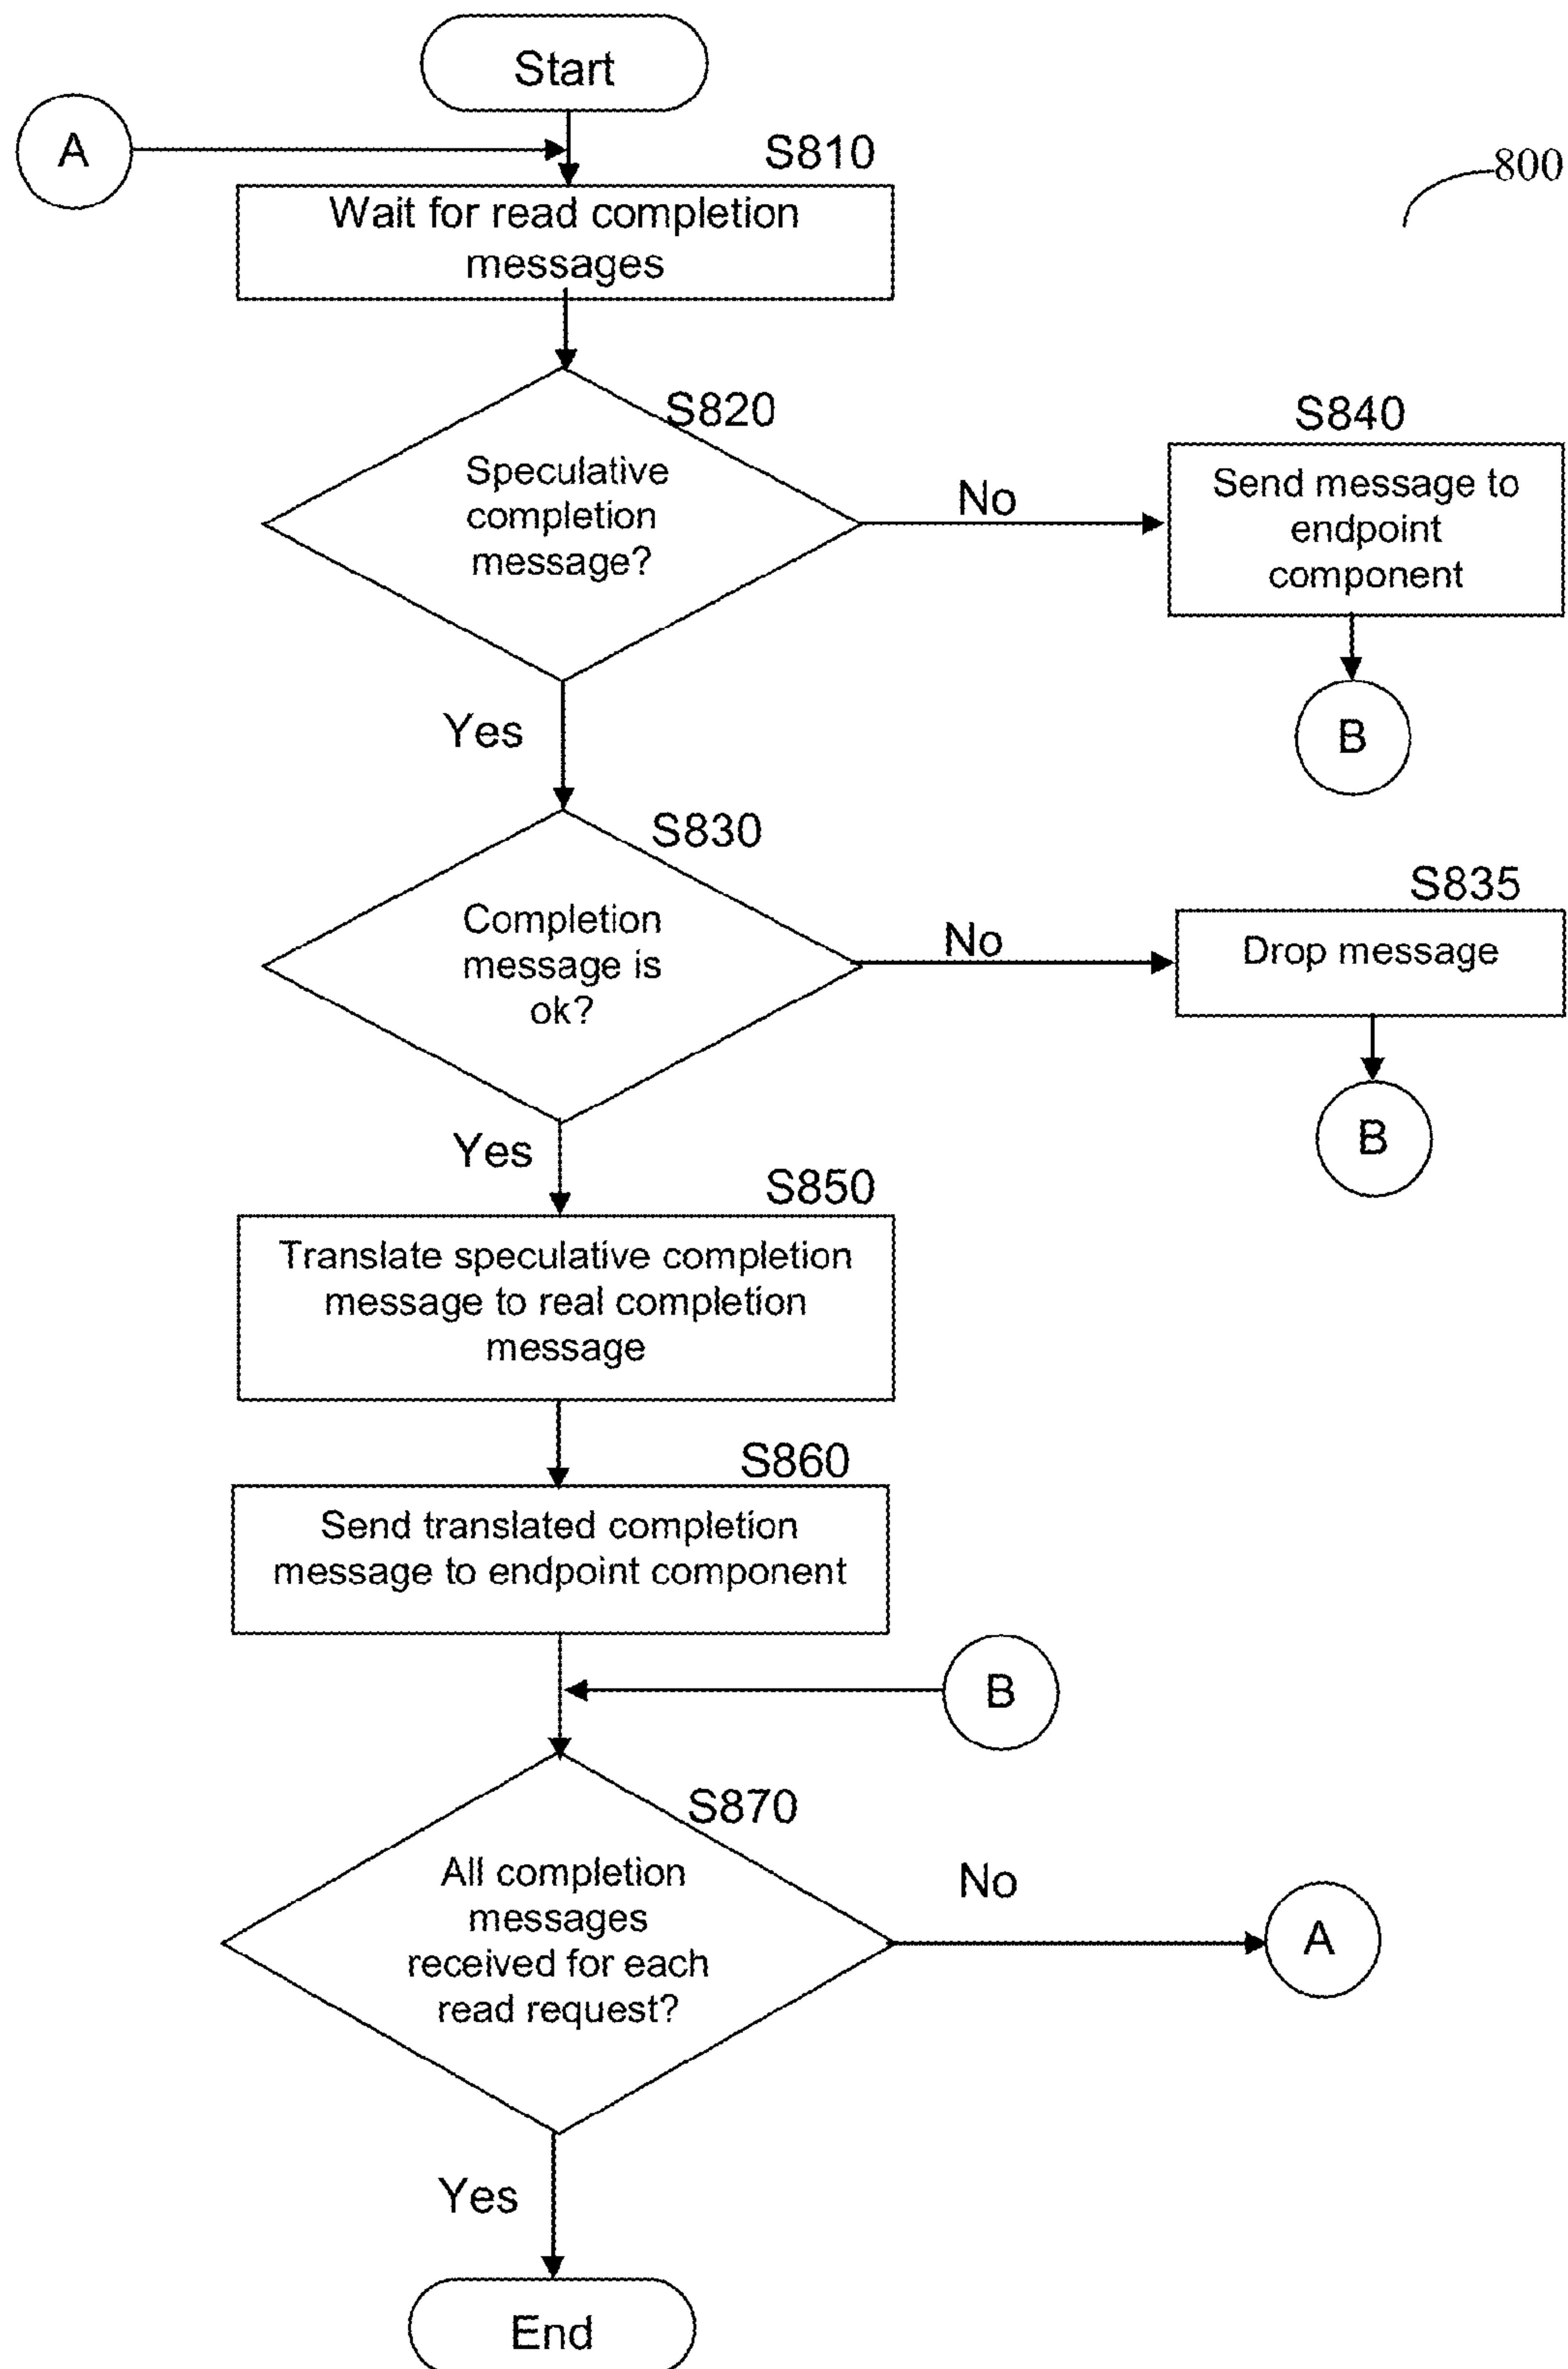 Start
A
S810
800
Wait for read completion
messages
S820
Speculative
completion
message?
No
S840
Send message to
endpoint
component
B
Yes
S830
Completion
message is
ok?
No
S835
Drop message
B
Yes
S850
Translate speculative completion
message to real completion
message
S860
Send translated completion
message to endpoint component
B
S870
All completion
messages
received for each
read request?
No
A
Yes
End